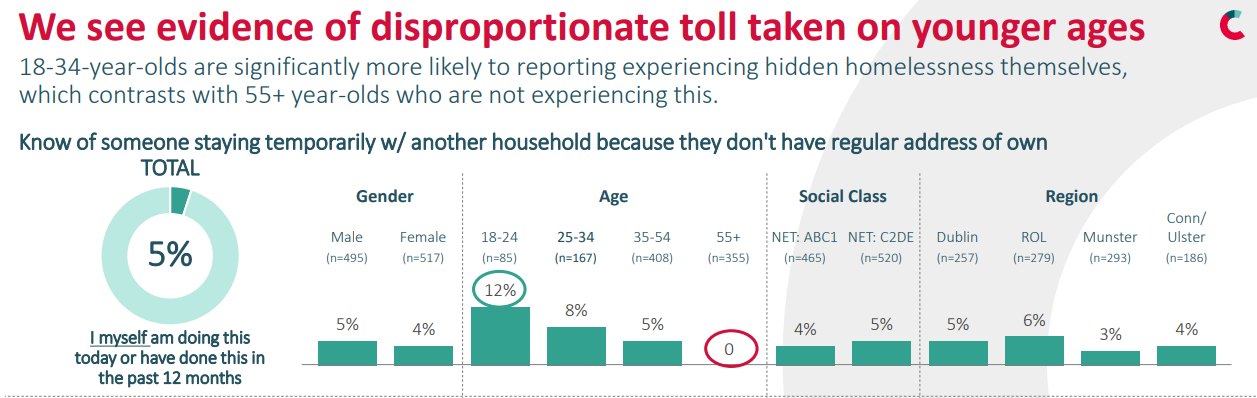 We see evidence of disproportionate toll taken on younger ages
18-34-year-olds are significantly more likely to reporting experiencing hidden homelessness themselves,
which contrasts with 55+ year-olds who are not experiencing this.
Know of someone staying temporarily w/ another household because they don't have regular address of own
TOTAL
5%
I myself am doing this
today or have done this in
the past 12 months
Gender
Age
Social Class
Region
Male
(n=495)
Female
(n=517)
18-24
(n=85)
25-34
(n=167)
35-54
(n=408)
55+
(n=355)
NET: ABC1
(n=465)
NET: C2DE
(n=520)
Dublin
(n=257)
ROL
(n=279)
Munster
(n=293)
Conn/
Ulster
(n=186)
5%
4%
12%
8%
5%
0
4%
5%
5%
6%
3%
4%